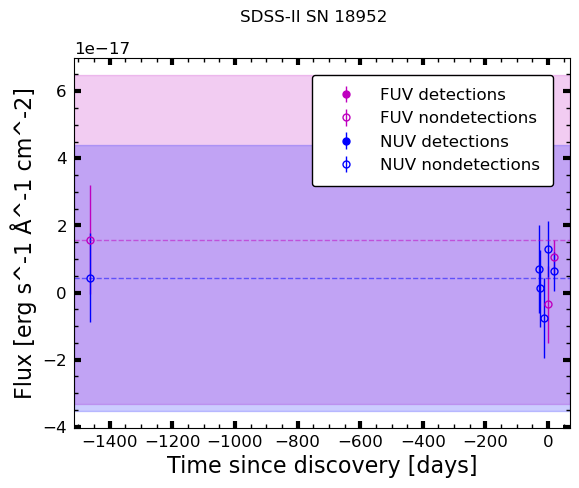 SDSS-II SN 18952
1e−17
FUV detections
FUV nondetections
NUV detections
NUV nondetections
6
4
2
0
−2
−4
Flux [erg s^-1 Å^-1 cm^-2]
−1400 −1200 −1000 −800 −600 −400 −200 0
Time since discovery [days]